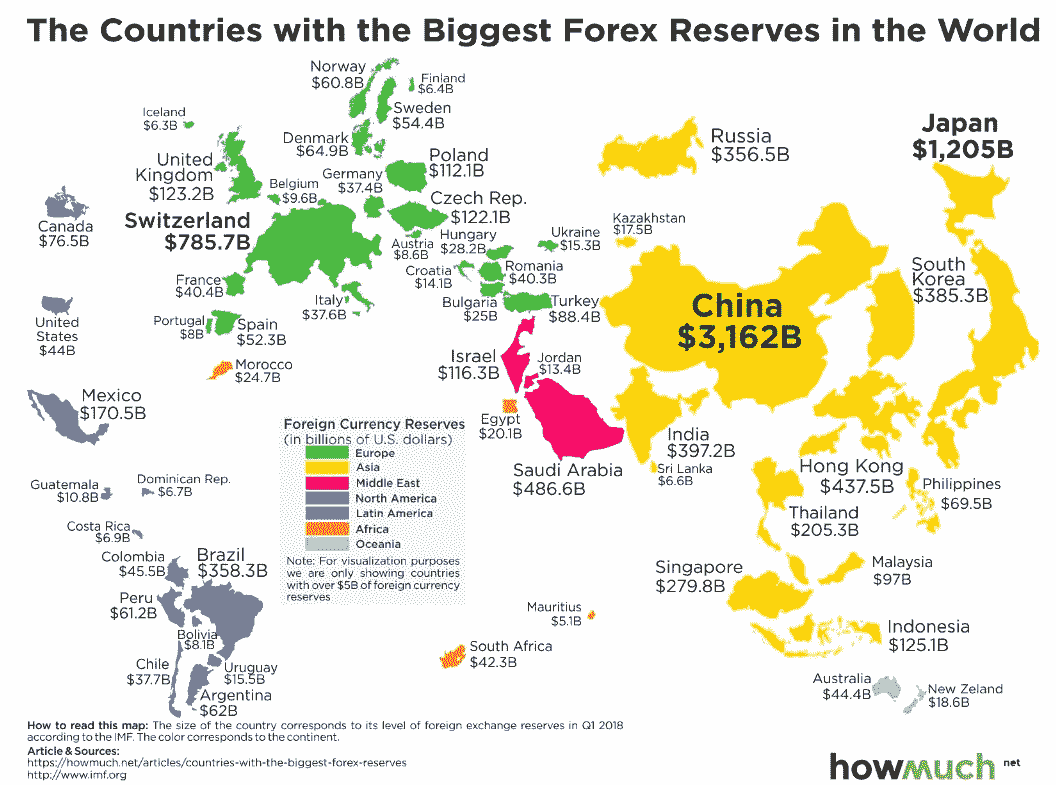 The Countries with the Biggest Forex Reserves in the World
Norway
$60.8B
Finland
$6.4B
Iceland
$6.3B
Sweden
$54.4B
Denmark
$64.9B
United
Kingdom
$123.2B
Germany
$37.4B
Poland
$112.1B
Belgium
$9.6B
Czech Rep.
$122.1B
Russia
$356.5B
Japan
$1,205B
Canada
$76.5B
Switzerland
$785.7B
Austria
$8.6B
Hungary
$28.2B
Ukraine
$15.3B
Kazakhstan
$17.5B
Croatia
$14.1B
Romania
$40.3B
France
$40.4B
Italy
$37.6B
Bulgaria
$25B
Turkey
$88.4B
China
$3,162B
South
Korea
$385.3B
United
States
$44B
Portugal
$8B
Spain
$52.3B
Morocco
$24.7B
Israel
$116.3B
Jordan
$13.4B
Mexico
$170.5B
Egypt
$20.1B
Saudi Arabia
$486.6B
India
$397.2B
Sri Lanka
$6.6B
Hong Kong
$437.5B
Philippines
$69.5B
Thailand
$205.3B
Foreign Currency Reserves
(in billions of U.S. dollars)
Europe
Asia
Middle East
North America
Latin America
Africa
Oceania
Note: For visualization purposes
we are only showing countries
with over $5B of foreign currency
reserves
Guatemala
$10.8B
Dominican Rep.
$6.7B
Costa Rica
$6.9B
Colombia
$45.5B
Brazil
$358.3B
Peru
$61.2B
Bolivia
$8.1B
Chile
$37.7B
Uruguay
$15.5B
Argentina
$62B
Mauritius
$5.1B
South Africa
$42.3B
Singapore
$279.8B
Malaysia
$97B
Indonesia
$125.1B
Australia
$44.4B
New Zeland
$18.6B
How to read this map: The size of the country corresponds to its level of foreign exchange reserves in Q1 2018
according to the IMF. The color corresponds to the continent.
Article & Sources:
https://howmuch.net/articles/countries-with-the-biggest-forex-reserves
http://www.imf.org
howmuch net